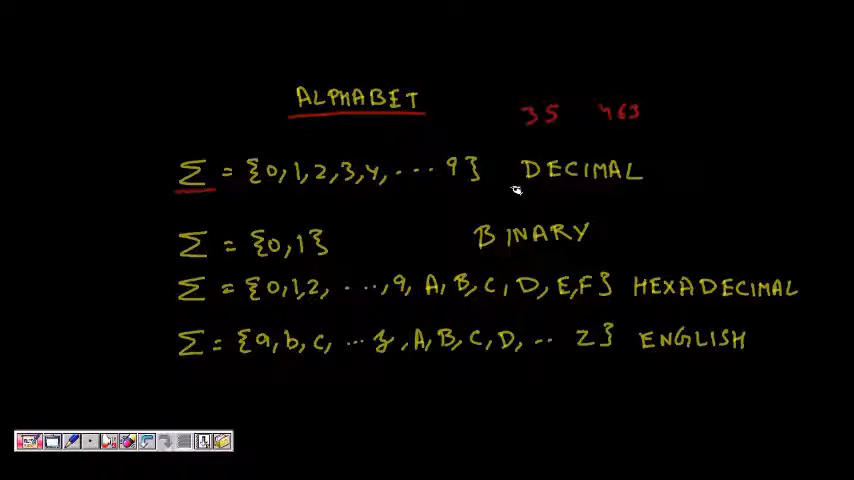 ALPHABET
35 463
Σ = {0,1,2,3,4,... 9} DECIMAL
Σ = {0,1} BINARY
Σ = {0,1,2, ...,9, A,B,C,D,E,F} HEXADECIMAL
Σ = {a,b,c, ...z,A,B,C,D, .. Z} ENGLISH